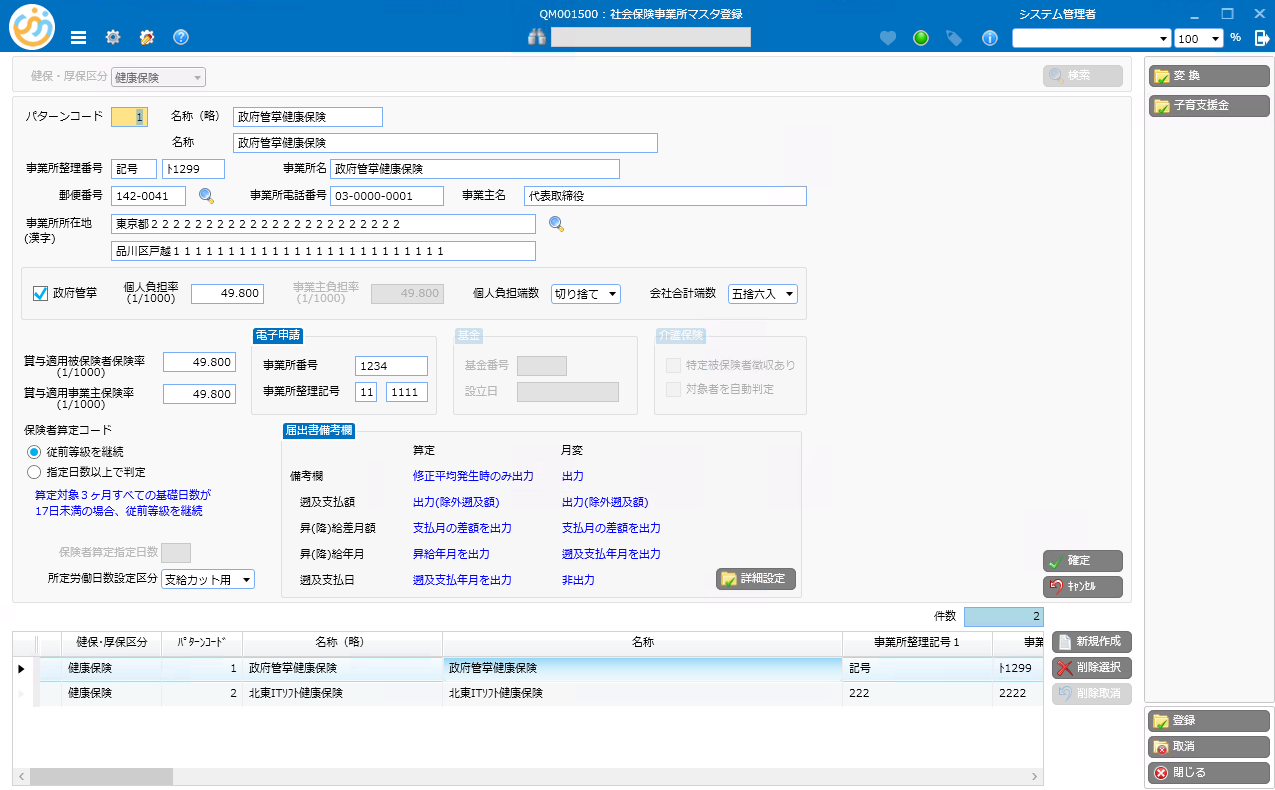 QM001500：社会保険事業所マスタ登録
システム管理者
100
%
健保・厚保区分
健康保険
検索
変 換
子育支援金
パターンコード
1
名称（略）
政府管掌健康保険
名称
政府管掌健康保険
事業所整理番号
記号
ﾄ1299
事業所名
政府管掌健康保険
郵便番号
142-0041
事業所電話番号
03-0000-0001
事業主名
代表取締役
事業所所在地
(漢字)
東京都２２２２２２２２２２２２２２２２２２２２２２２
品川区戸越１１１１１１１１１１１１１１１１１１１１１１１１１
政府管掌
個人負担率
(1/1000)
49.800
事業主負担率
(1/1000)
49.800
個人負担端数
切り捨て
会社合計端数
五捨六入
賞与適用被保険者保険率
(1/1000)
49.800
賞与適用事業主保険率
(1/1000)
49.800
電子申請
事業所番号
1234
事業所整理記号
11
1111
基金
基金番号
設立日
介護保険
特定被保険者徴収あり
対象者を自動判定
保険者算定コード
従前等級を継続
指定日数以上で判定
算定対象３ヶ月すべての基礎日数が
17日未満の場合、従前等級を継続
保険者算定指定日数
所定労働日数設定区分
支給カット用
届出書備考欄
算定
月変
備考欄
修正平均発生時のみ出力
出力
遡及支払額
出力(除外遡及額)
出力(除外遡及額)
昇(降)給差月額
支払月の差額を出力
支払月の差額を出力
昇(降)給年月
昇給年月を出力
遡及支払年月を出力
遡及支払日
遡及支払年月を出力
非出力
詳細設定
確定
ｷｬﾝｾﾙ
件数
2
健保・厚保区分
ﾊﾟﾀｰﾝｺｰﾄﾞ
名称（略）
名称
事業所整理記号１
事業
健康保険
1
政府管掌健康保険
政府管掌健康保険
記号
ﾄ1299
健康保険
2
北東ITｿﾌﾄ健康保険
北東ITｿﾌﾄ健康保険
222
2222
新規作成
削除選択
削除取消
登録
取消
閉じる